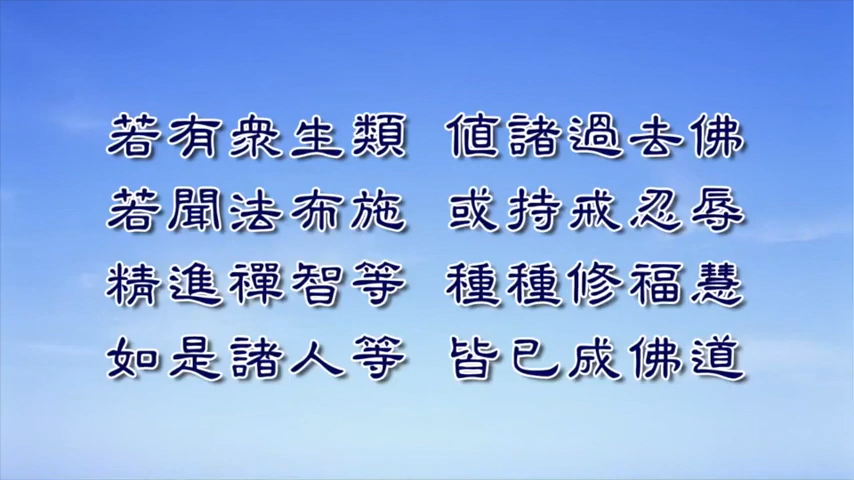 若有眾生類 值諸過去佛
若聞法布施 或持戒忍辱
精進禪智等 種種修福慧
如是諸人等 皆已成佛道